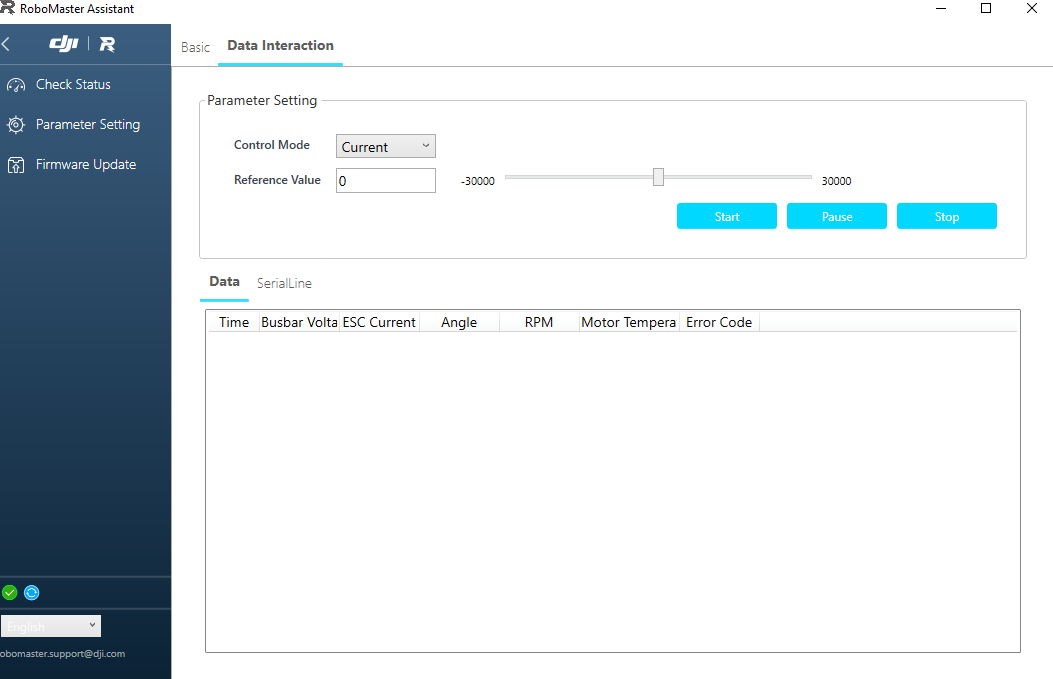 RoboMaster Assistant
dji R
Basic Data Interaction
Check Status
Parameter Setting
Firmware Update
Parameter Setting
Control Mode Current
Reference Value 0 -30000 30000
Start Pause Stop
Data SerialLine
Time Busbar Volta ESC Current Angle RPM Motor Tempera Error Code
English
obomaster.support@dji.com